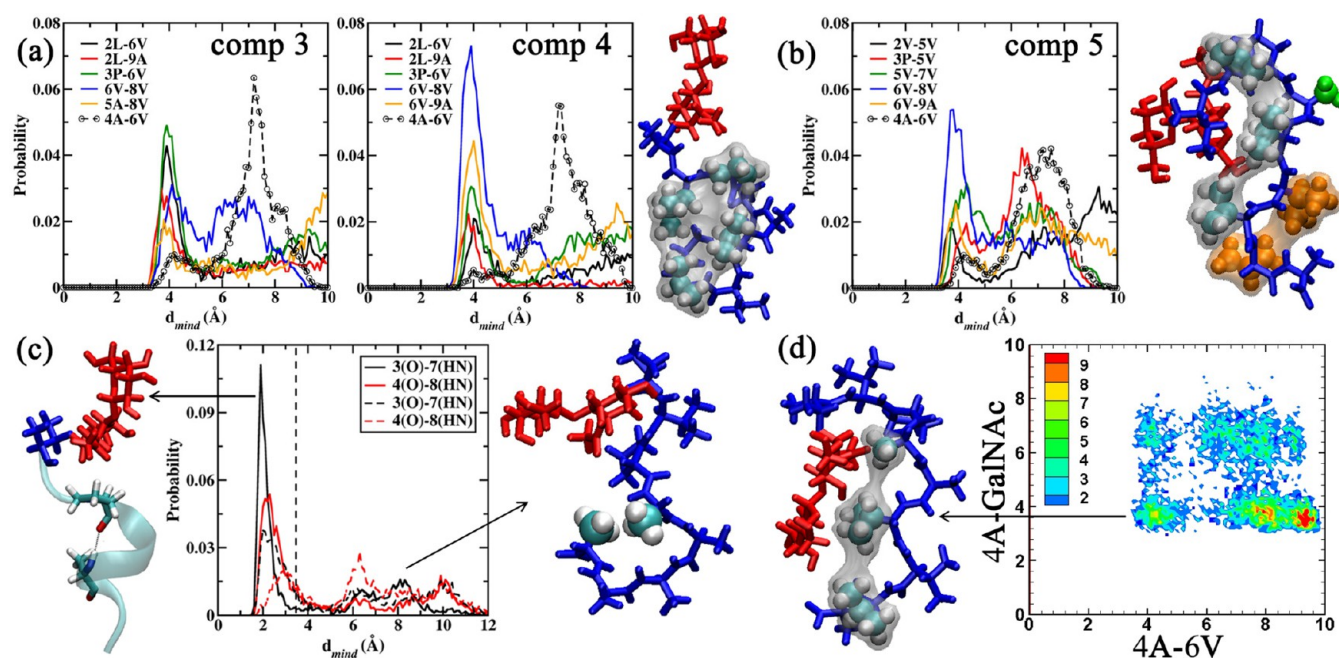 (a)
comp 3
2L-6V
2L-9A
3P-6V
6V-8V
5A-8V
4A-6V
Probability
0.08
0.06
0.04
0.02
0
0 2 4 6 8 10
d_mind (Å)
comp 4
2L-6V
2L-9A
3P-6V
6V-8V
6V-9A
4A-6V
Probability
0.08
0.06
0.04
0.02
0
0 2 4 6 8 10
d_mind (Å)
(b)
comp 5
2V-5V
3P-5V
5V-7V
6V-8V
6V-9A
4A-6V
Probability
0.08
0.06
0.04
0.02
0
0 2 4 6 8 10
d_mind (Å)
(c)
3(O)-7(HN)
4(O)-8(HN)
3(O)-7(HN)
4(O)-8(HN)
Probability
0.12
0.09
0.06
0.03
0
0 2 4 6 8 10 12
d_mind (Å)
(d)
4A-GalNAc
10
8
6
4
2
0
9
8
7
6
5
4
3
2
0 2 4 6 8 10
4A-6V